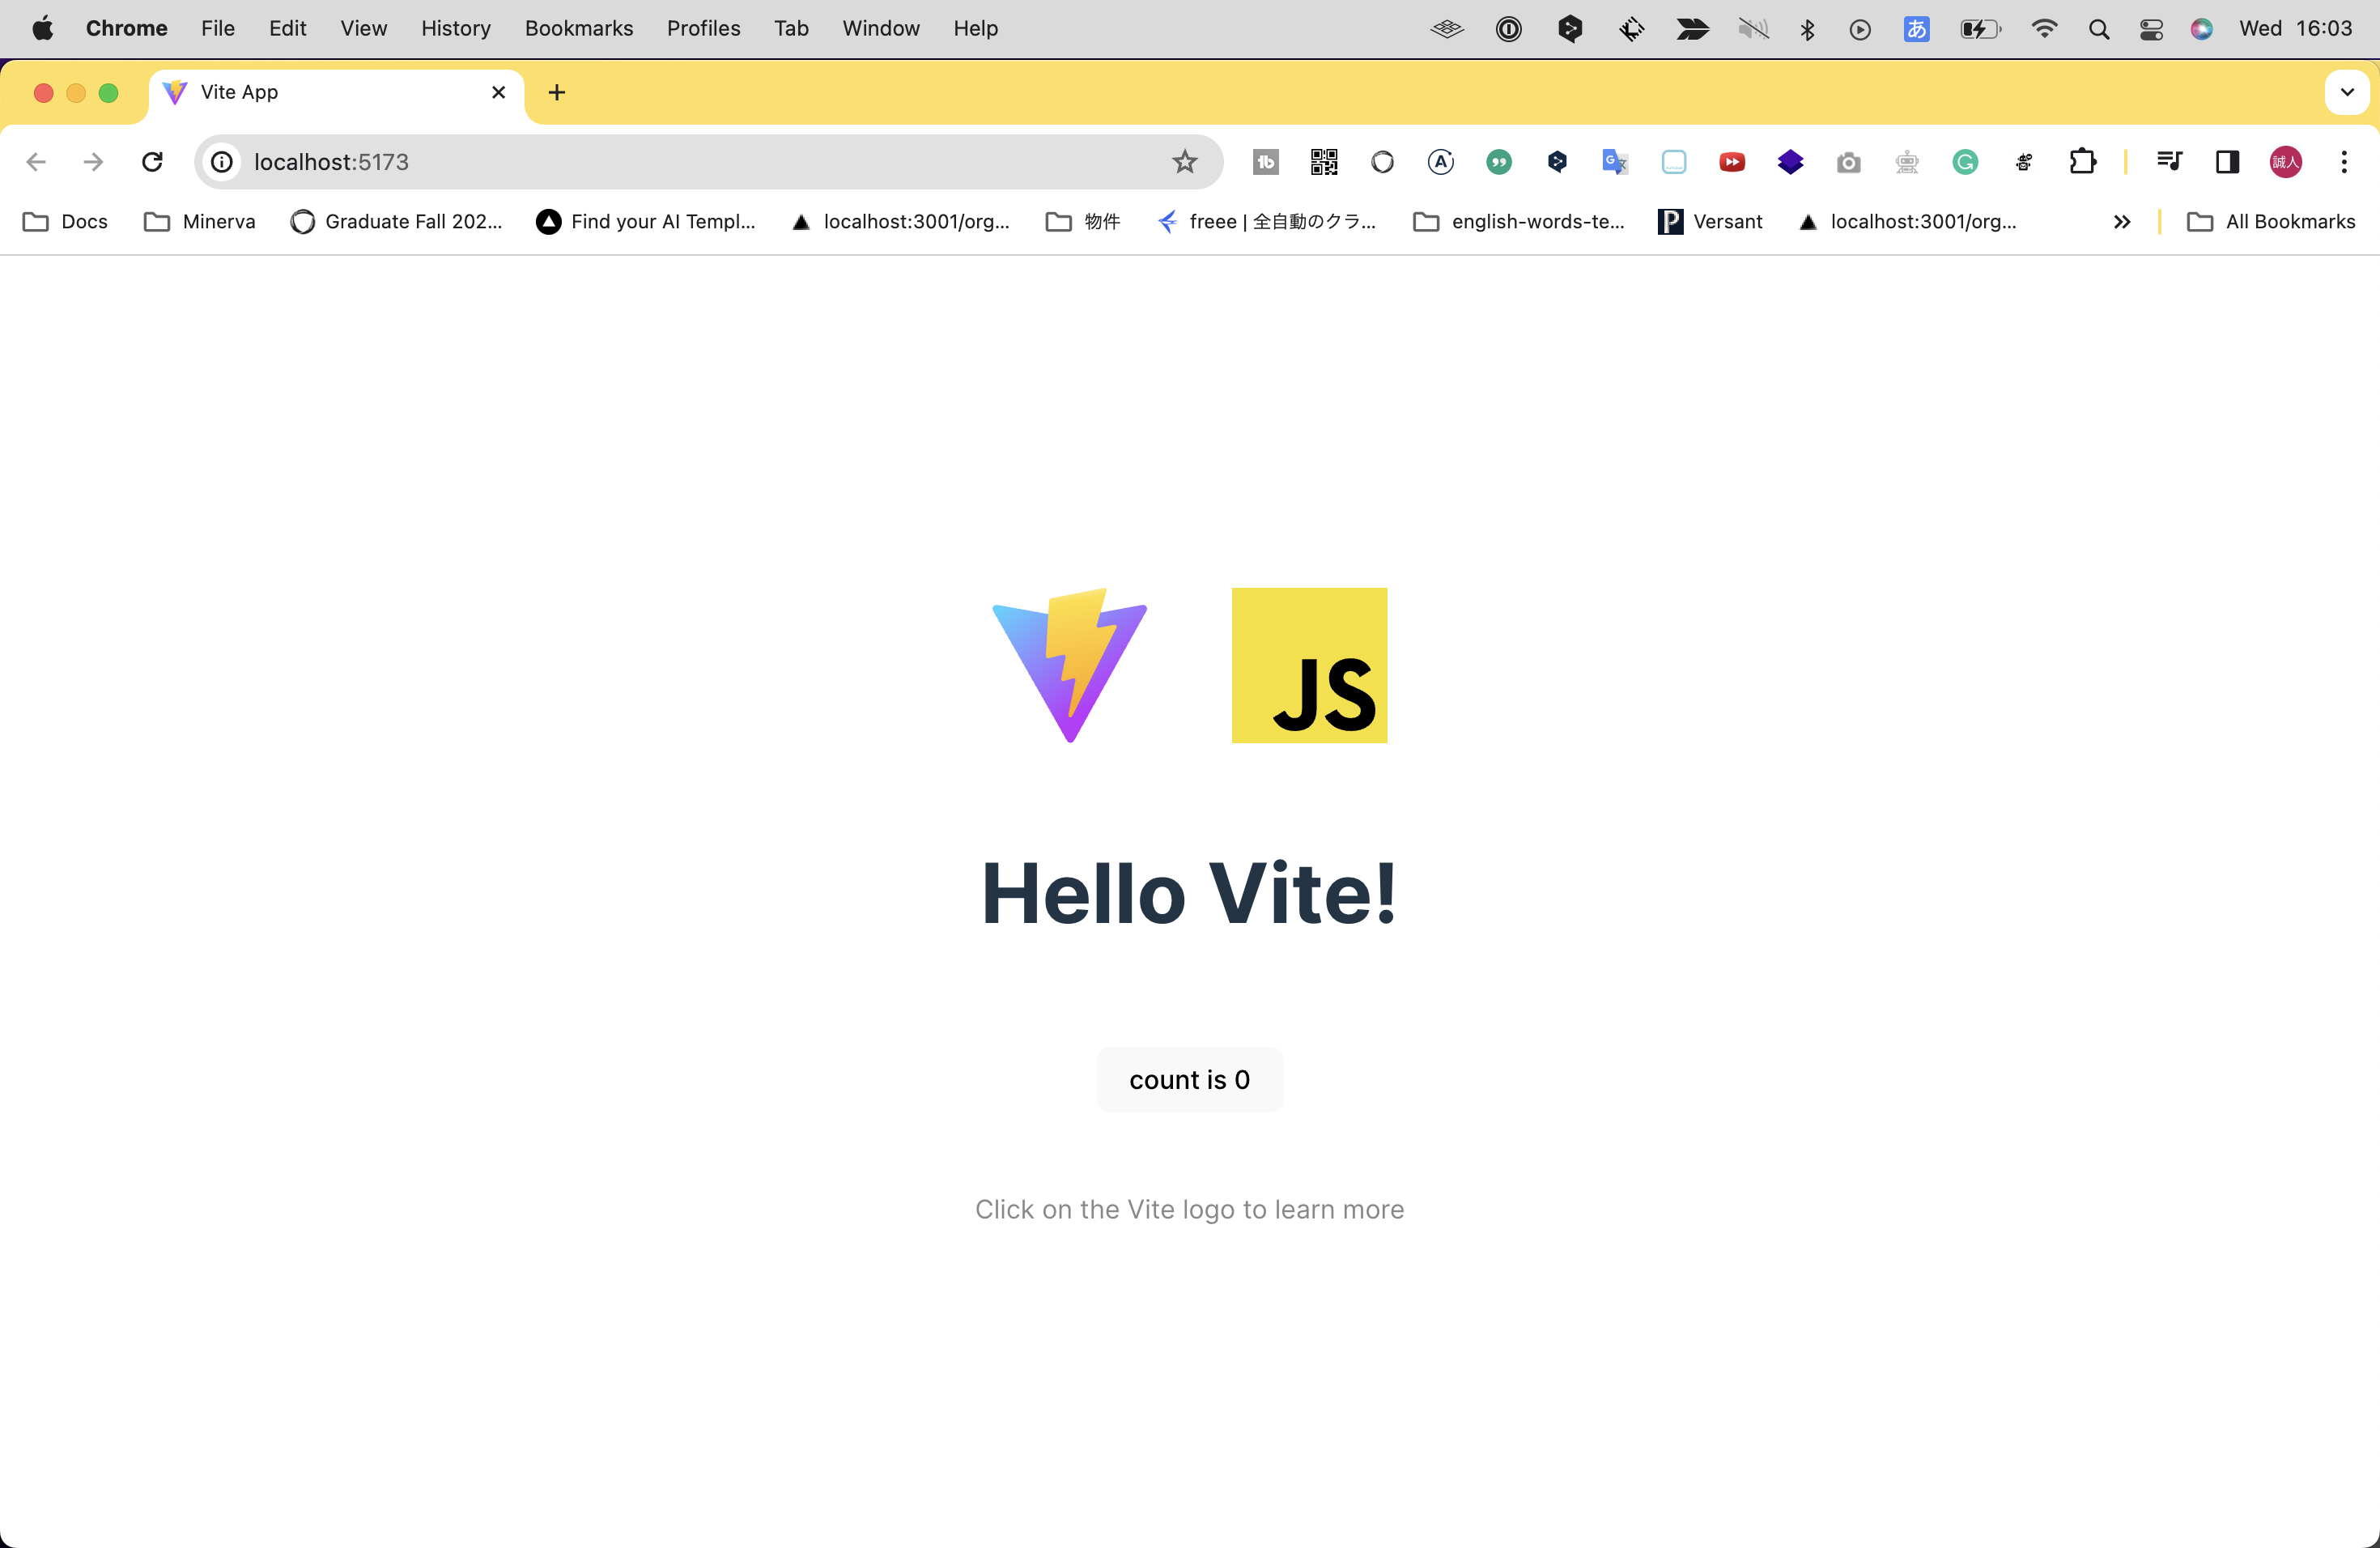 Chrome File Edit View History Bookmarks Profiles Tab Window Help あ Wed 16:03
Vite App
localhost:5173 誠人
Docs Minerva Graduate Fall 202... Find your AI Templ... localhost:3001/org... 物件 freee | 全自動のクラ... english-words-te... P Versant localhost:3001/org... All Bookmarks
JS
Hello Vite!
count is 0
Click on the Vite logo to learn more